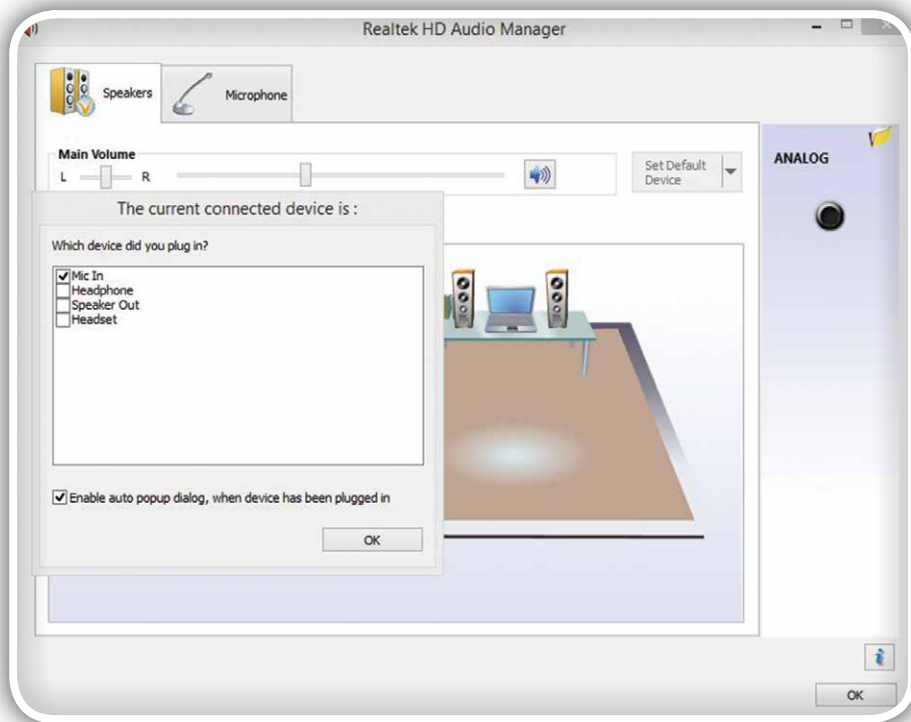 Realtek HD Audio Manager
Speakers
Microphone
Main Volume
L
R
Set Default
Device
ANALOG
The current connected device is :
Which device did you plug in?
Mic In
Headphone
Speaker Out
Headset
Enable auto popup dialog, when device has been plugged in
OK
i
OK